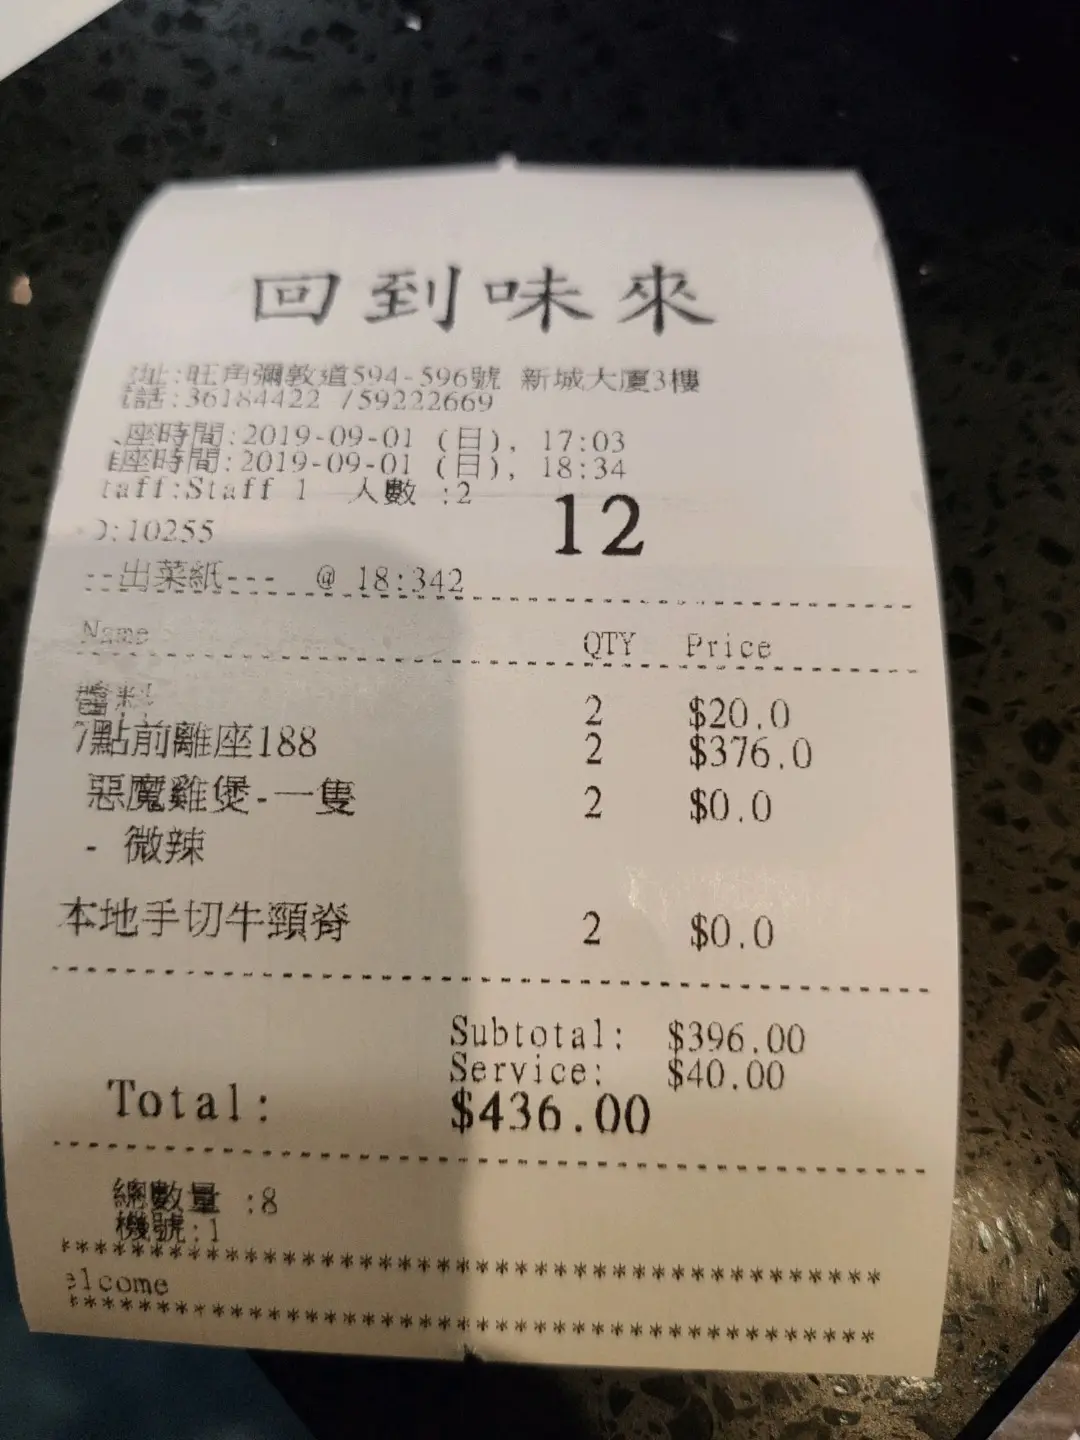 回到味來
址:旺角彌敦道594-596號 新城大廈3樓
話:36184422 /59222669
座時間:2019-09-01 (日), 17:03
座時間:2019-09-01 (日), 18:34
taff:Staff 1 人數 :2
12
D:10255
--出菜紙--- @ 18:342
Name QTY Price
醬料 2 $20.0
7點前離座188 2 $376.0
惡魔雞煲-一隻 2 $0.0
- 微辣
本地手切牛頸脊 2 $0.0
Subtotal: $396.00
Service: $40.00
Total: $436.00
總數量 :8
機號:1
************************************
elcome
************************************